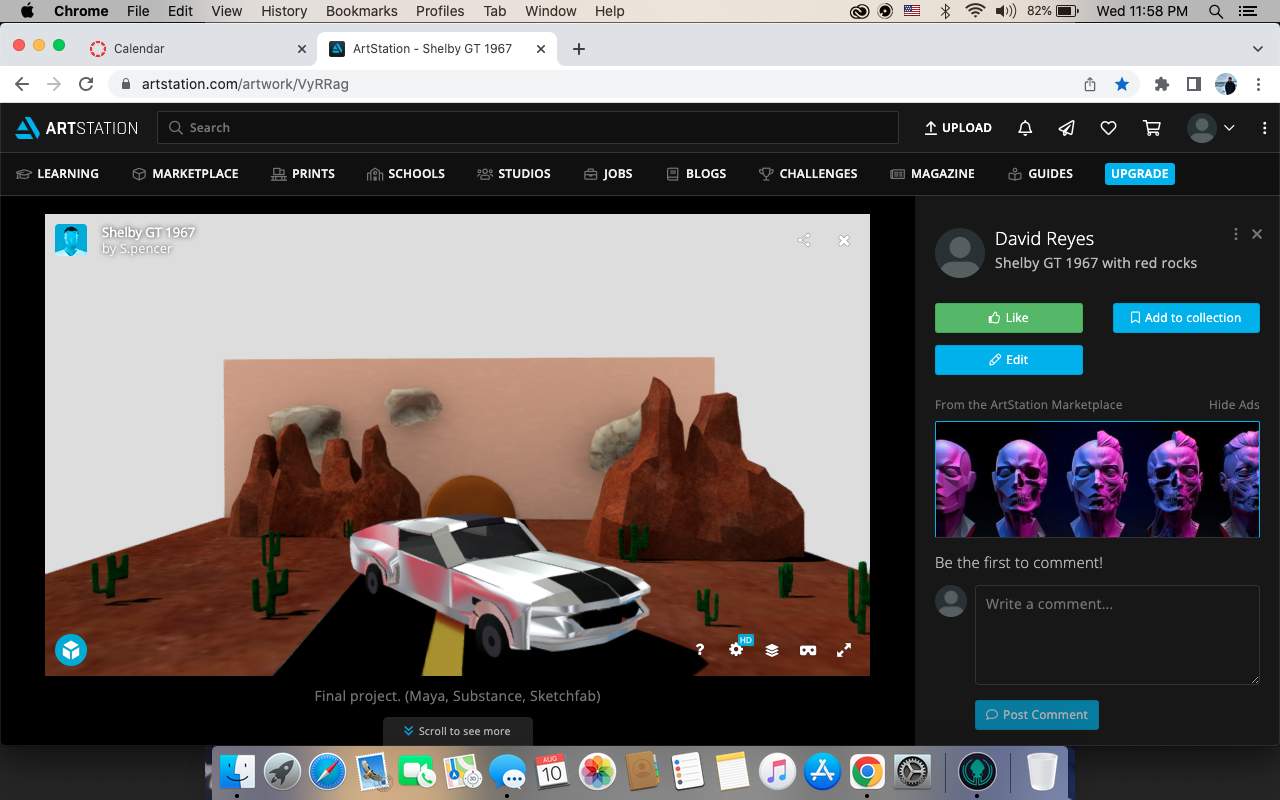 Chrome File Edit View History Bookmarks Profiles Tab Window Help 82% Wed 11:58 PM
Calendar ArtStation - Shelby GT 1967
artstation.com/artwork/VyRRag
ARTSTATION Search UPLOAD
LEARNING MARKETPLACE PRINTS SCHOOLS STUDIOS JOBS BLOGS CHALLENGES MAGAZINE GUIDES UPGRADE
Shelby GT 1967
by S.pencer
HD
?
Final project. (Maya, Substance, Sketchfab)
Scroll to see more
David Reyes
Shelby GT 1967 with red rocks
Like Add to collection
Edit
From the ArtStation Marketplace Hide Ads
Be the first to comment!
Write a comment...
Post Comment
AUG
10